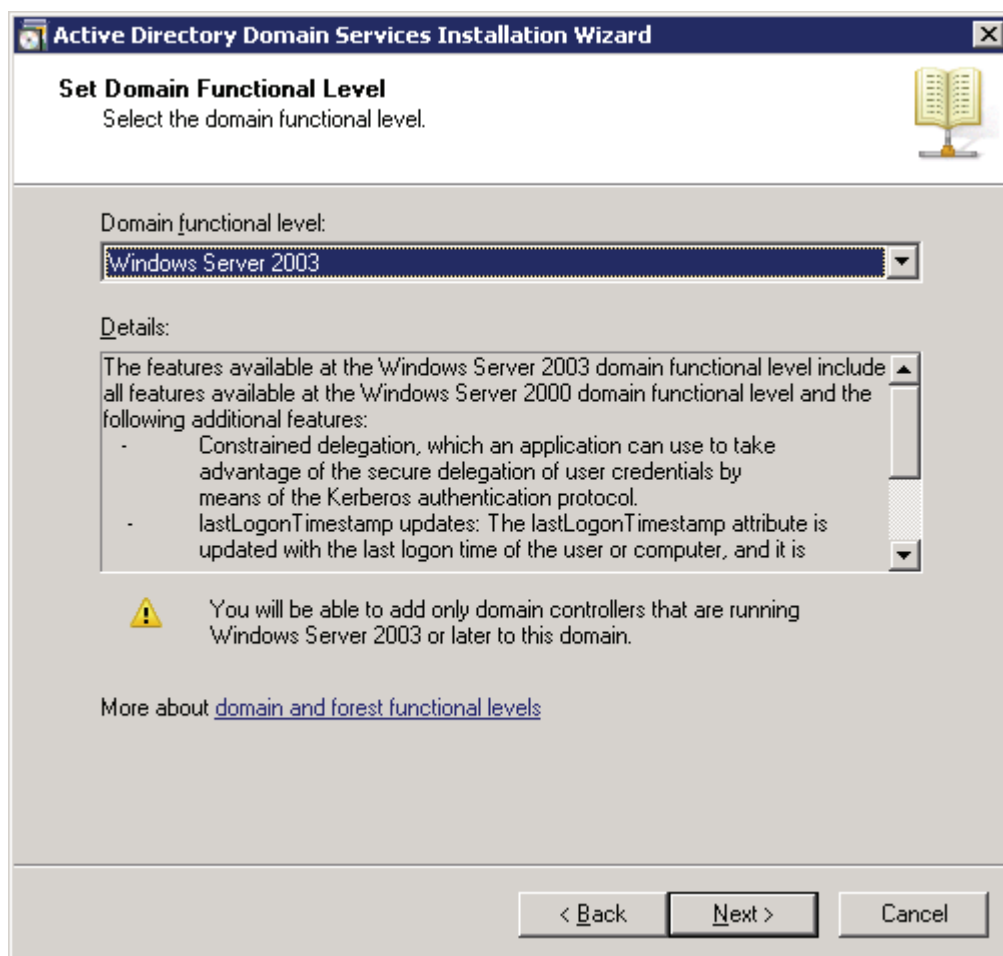 Active Directory Domain Services Installation Wizard
Set Domain Functional Level
Select the domain functional level.
Domain functional level:
Windows Server 2003
Details:
The features available at the Windows Server 2003 domain functional level include
all features available at the Windows Server 2000 domain functional level and the
following additional features:
- Constrained delegation, which an application can use to take
advantage of the secure delegation of user credentials by
means of the Kerberos authentication protocol.
- lastLogonTimestamp updates: The lastLogonTimestamp attribute is
updated with the last logon time of the user or computer, and it is
You will be able to add only domain controllers that are running
Windows Server 2003 or later to this domain.
More about domain and forest functional levels
< Back Next > Cancel